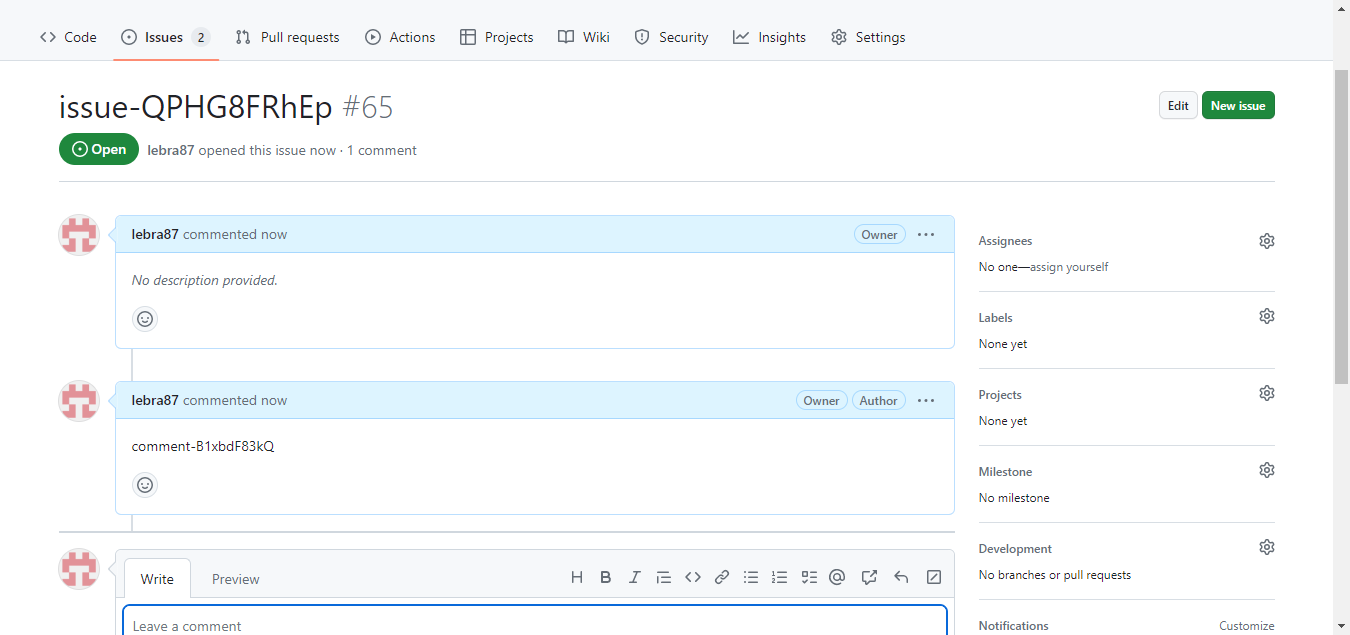 Code Issues 2 Pull requests Actions Projects Wiki Security Insights Settings
issue-QPHG8FRhEp #65
Edit New issue
Open lebra87 opened this issue now · 1 comment
lebra87 commented now Owner ...
No description provided.
lebra87 commented now Owner Author ...
comment-B1xbdF83kQ
Write Preview
Leave a comment
Assignees
No one—assign yourself
Labels
None yet
Projects
None yet
Milestone
No milestone
Development
No branches or pull requests
Notifications Customize